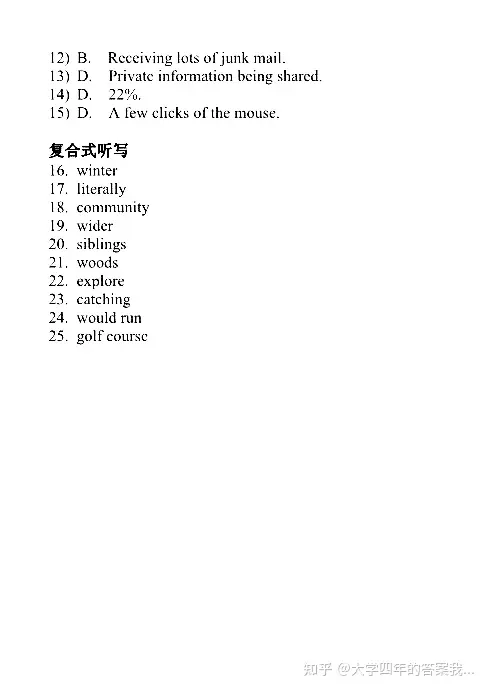 12) B. Receiving lots of junk mail.
13) D. Private information being shared.
14) D. 22%.
15) D. A few clicks of the mouse.
复合式听写
16. winter
17. literally
18. community
19. wider
20. siblings
21. woods
22. explore
23. catching
24. would run
25. golf course
知乎 @大学四年的答案我...